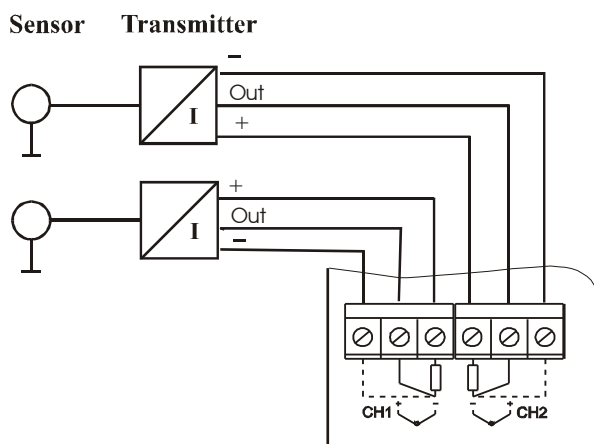 Sensor Transmitter
−
Out
+
I
+
Out
−
I
CH1 + - - + CH2